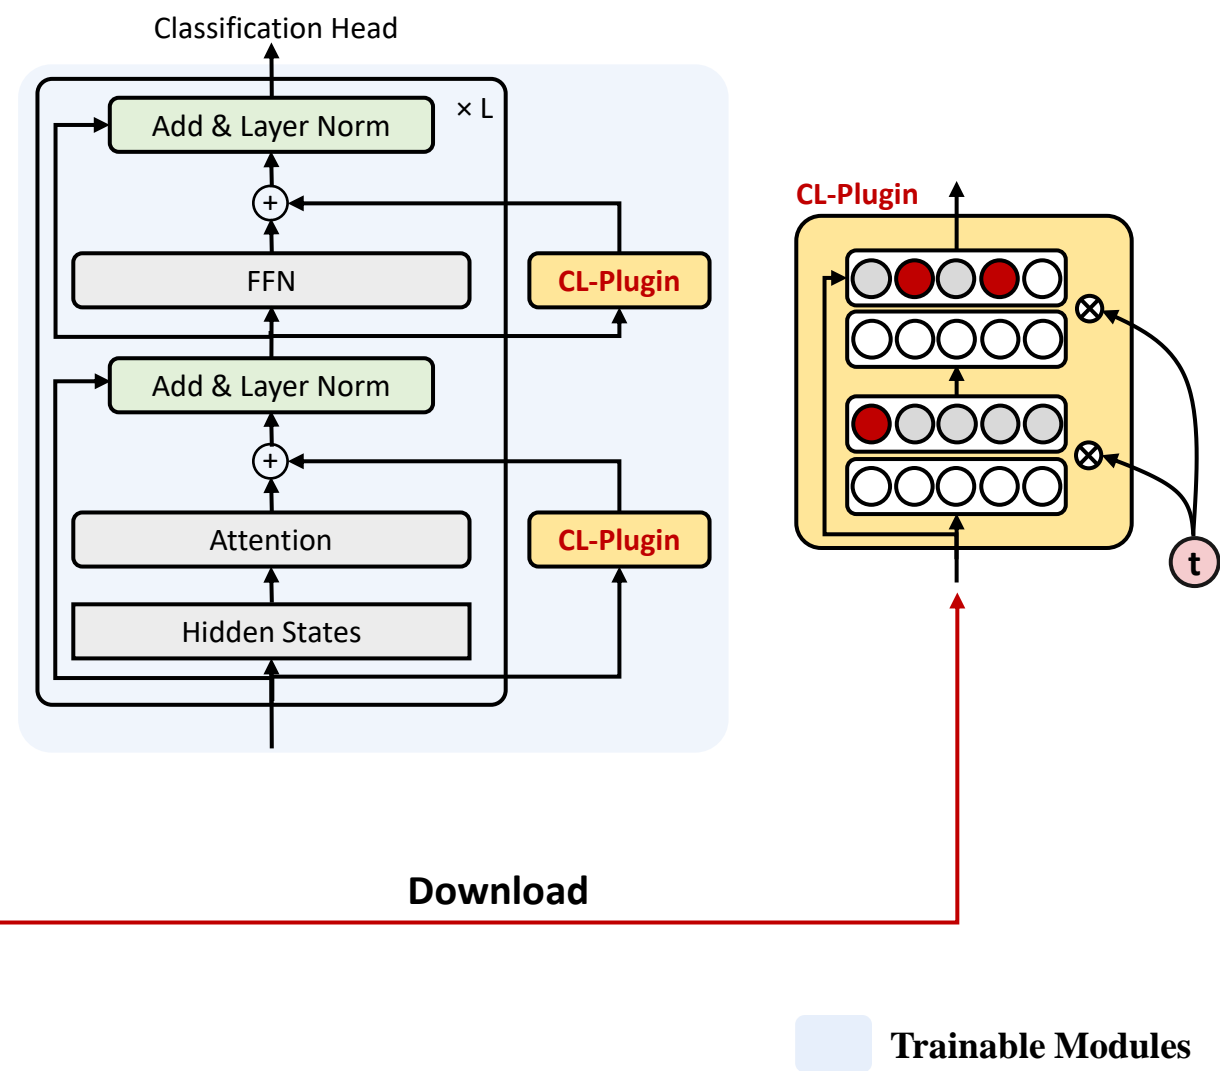 Classification Head
Add & Layer Norm
× L
+
FFN
CL-Plugin
Add & Layer Norm
+
Attention
CL-Plugin
Hidden States
CL-Plugin
t
Download
Trainable Modules